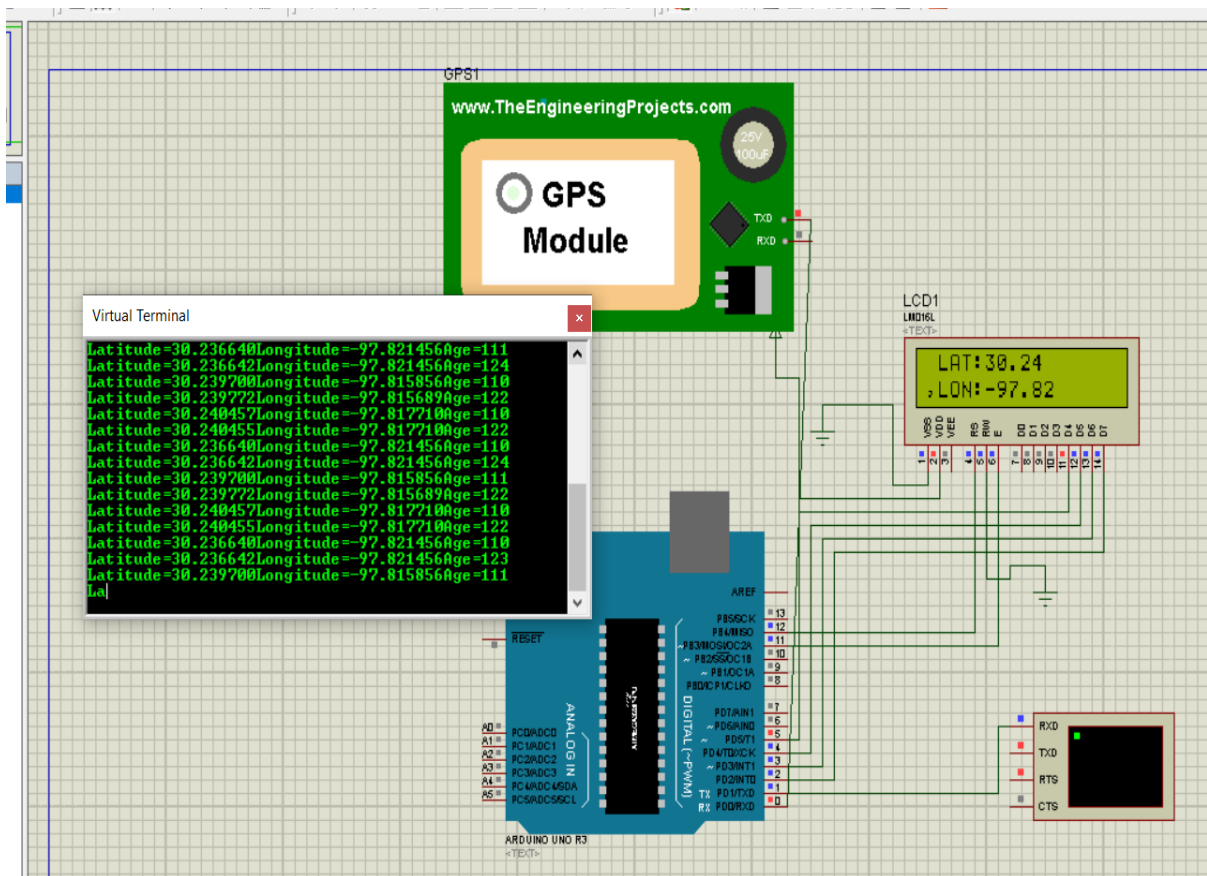 GPS1
www.TheEngineeringProjects.com
25V
100uF
GPS
Module
TXD
RXD
Virtual Terminal
Latitude=30.236640Longitude=-97.821456Age=111
Latitude=30.236642Longitude=-97.821456Age=124
Latitude=30.239700Longitude=-97.815856Age=110
Latitude=30.239772Longitude=-97.815689Age=122
Latitude=30.240457Longitude=-97.817710Age=110
Latitude=30.240455Longitude=-97.817710Age=122
Latitude=30.236640Longitude=-97.821456Age=110
Latitude=30.236642Longitude=-97.821456Age=124
Latitude=30.239700Longitude=-97.815856Age=111
Latitude=30.239772Longitude=-97.815689Age=122
Latitude=30.240457Longitude=-97.817710Age=110
Latitude=30.240455Longitude=-97.817710Age=122
Latitude=30.236640Longitude=-97.821456Age=110
Latitude=30.236642Longitude=-97.821456Age=123
Latitude=30.239700Longitude=-97.815856Age=111
La
LCD1
LM016L
<TEXT>
LAT:30.24
,LON:-97.82
VSS VDD VEE RS RW E D0 D1 D2 D3 D4 D5 D6 D7
1 2 3 4 5 6 7 8 9 10 11 12 13 14
RESET
AREF
PB5/SCK 13
PB4/MISO 12
~PB3/MOSI/OC2A 11
~ PB2/SS/OC1B 10
~ PB1/OC1A 9
PB0/ICP1/CLKO 8
PD7/AIN1 7
~PD6/AIN0 6
~ PD5/T1 5
PD4/T0/XCK 4
~ PD3/INT1 3
PD2/INT0 2
TX PD1/TXD 1
RX PD0/RXD 0
DIGITAL (~PWM)
ANALOG IN
A0 PC0/ADC0
A1 PC1/ADC1
A2 PC2/ADC2
A3 PC3/ADC3
A4 PC4/ADC4/SDA
A5 PC5/ADC5/SCL
ARDUINO UNO R3
<TEXT>
RXD
TXD
RTS
CTS